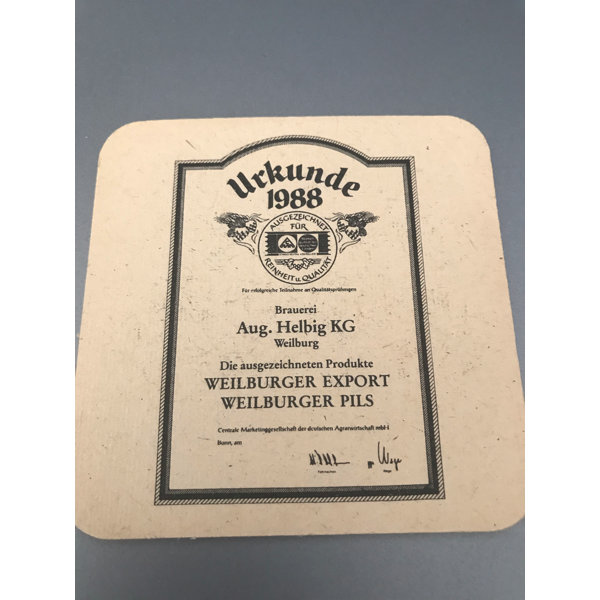 Urkunde
1988
AUSGEZEICHNET
FÜR
REINHEIT u. QUALITÄT
Für erfolgreiche Teilnahme an Qualitätsprüfungen
Brauerei
Aug. Helbig KG
Weilburg
Die ausgezeichneten Produkte
WEILBURGER EXPORT
WEILBURGER PILS
Centrale Marketinggesellschaft der deutschen Agrarwirtschaft mbH
Bonn, am